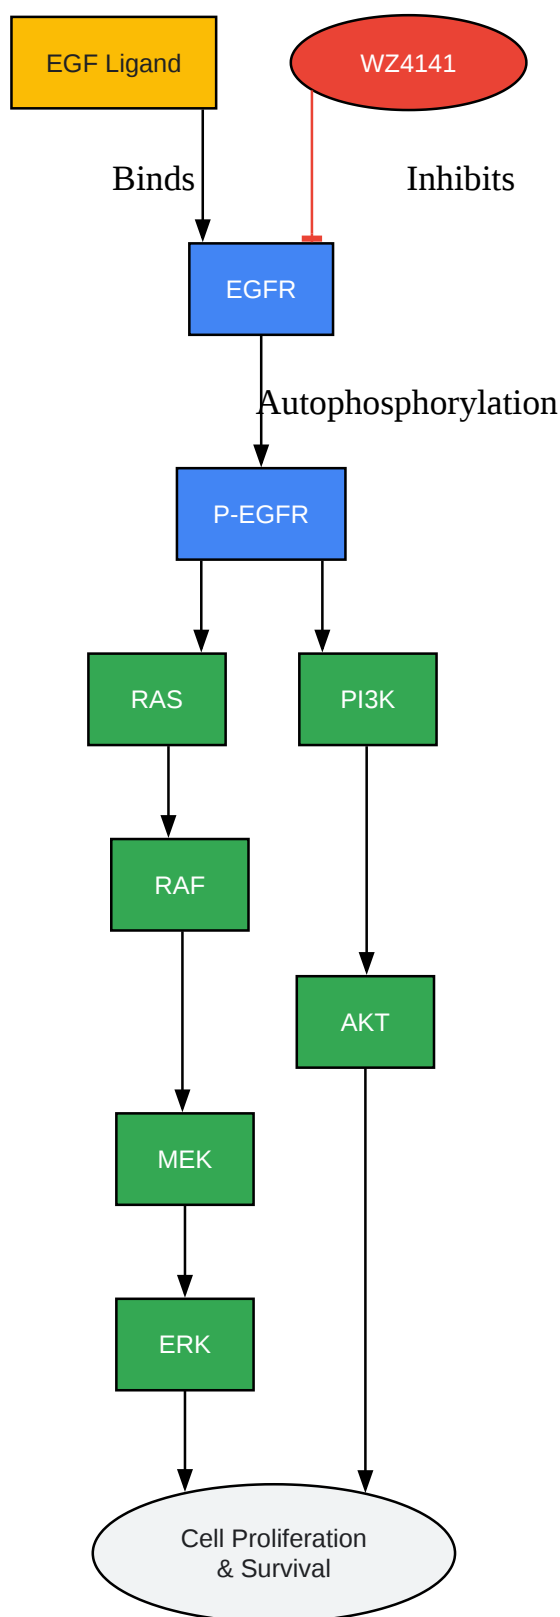 EGF Ligand
WZ4141
Binds
Inhibits
EGFR
Autophosphorylation
P-EGFR
RAS
PI3K
RAF
AKT
MEK
ERK
Cell Proliferation
& Survival